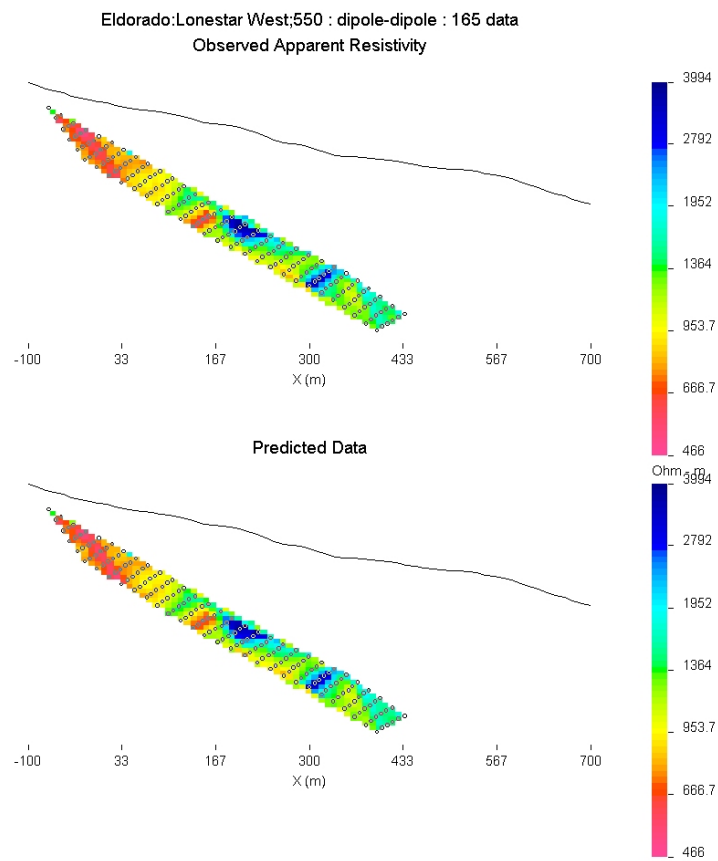 Eldorado:Lonestar West;550 : dipole-dipole : 165 data
Observed Apparent Resistivity
3994
2792
1952
1364
953.7
666.7
466
Ohm - m
-100 33 167 300 433 567 700
X (m)
Predicted Data
3994
2792
1952
1364
953.7
666.7
466
-100 33 167 300 433 567 700
X (m)